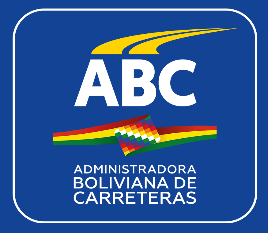 ABC
ADMINISTRADORA
BOLIVIANA DE
CARRETERAS